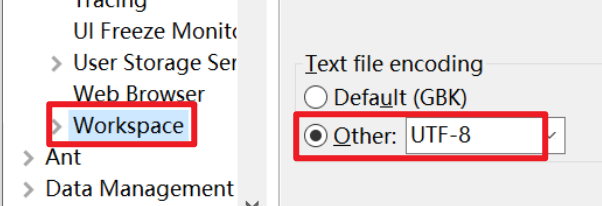 Tracing
UI Freeze Monito
User Storage Ser
Web Browser
Workspace
Ant
Data Management
Text file encoding
Default (GBK)
Other: UTF-8